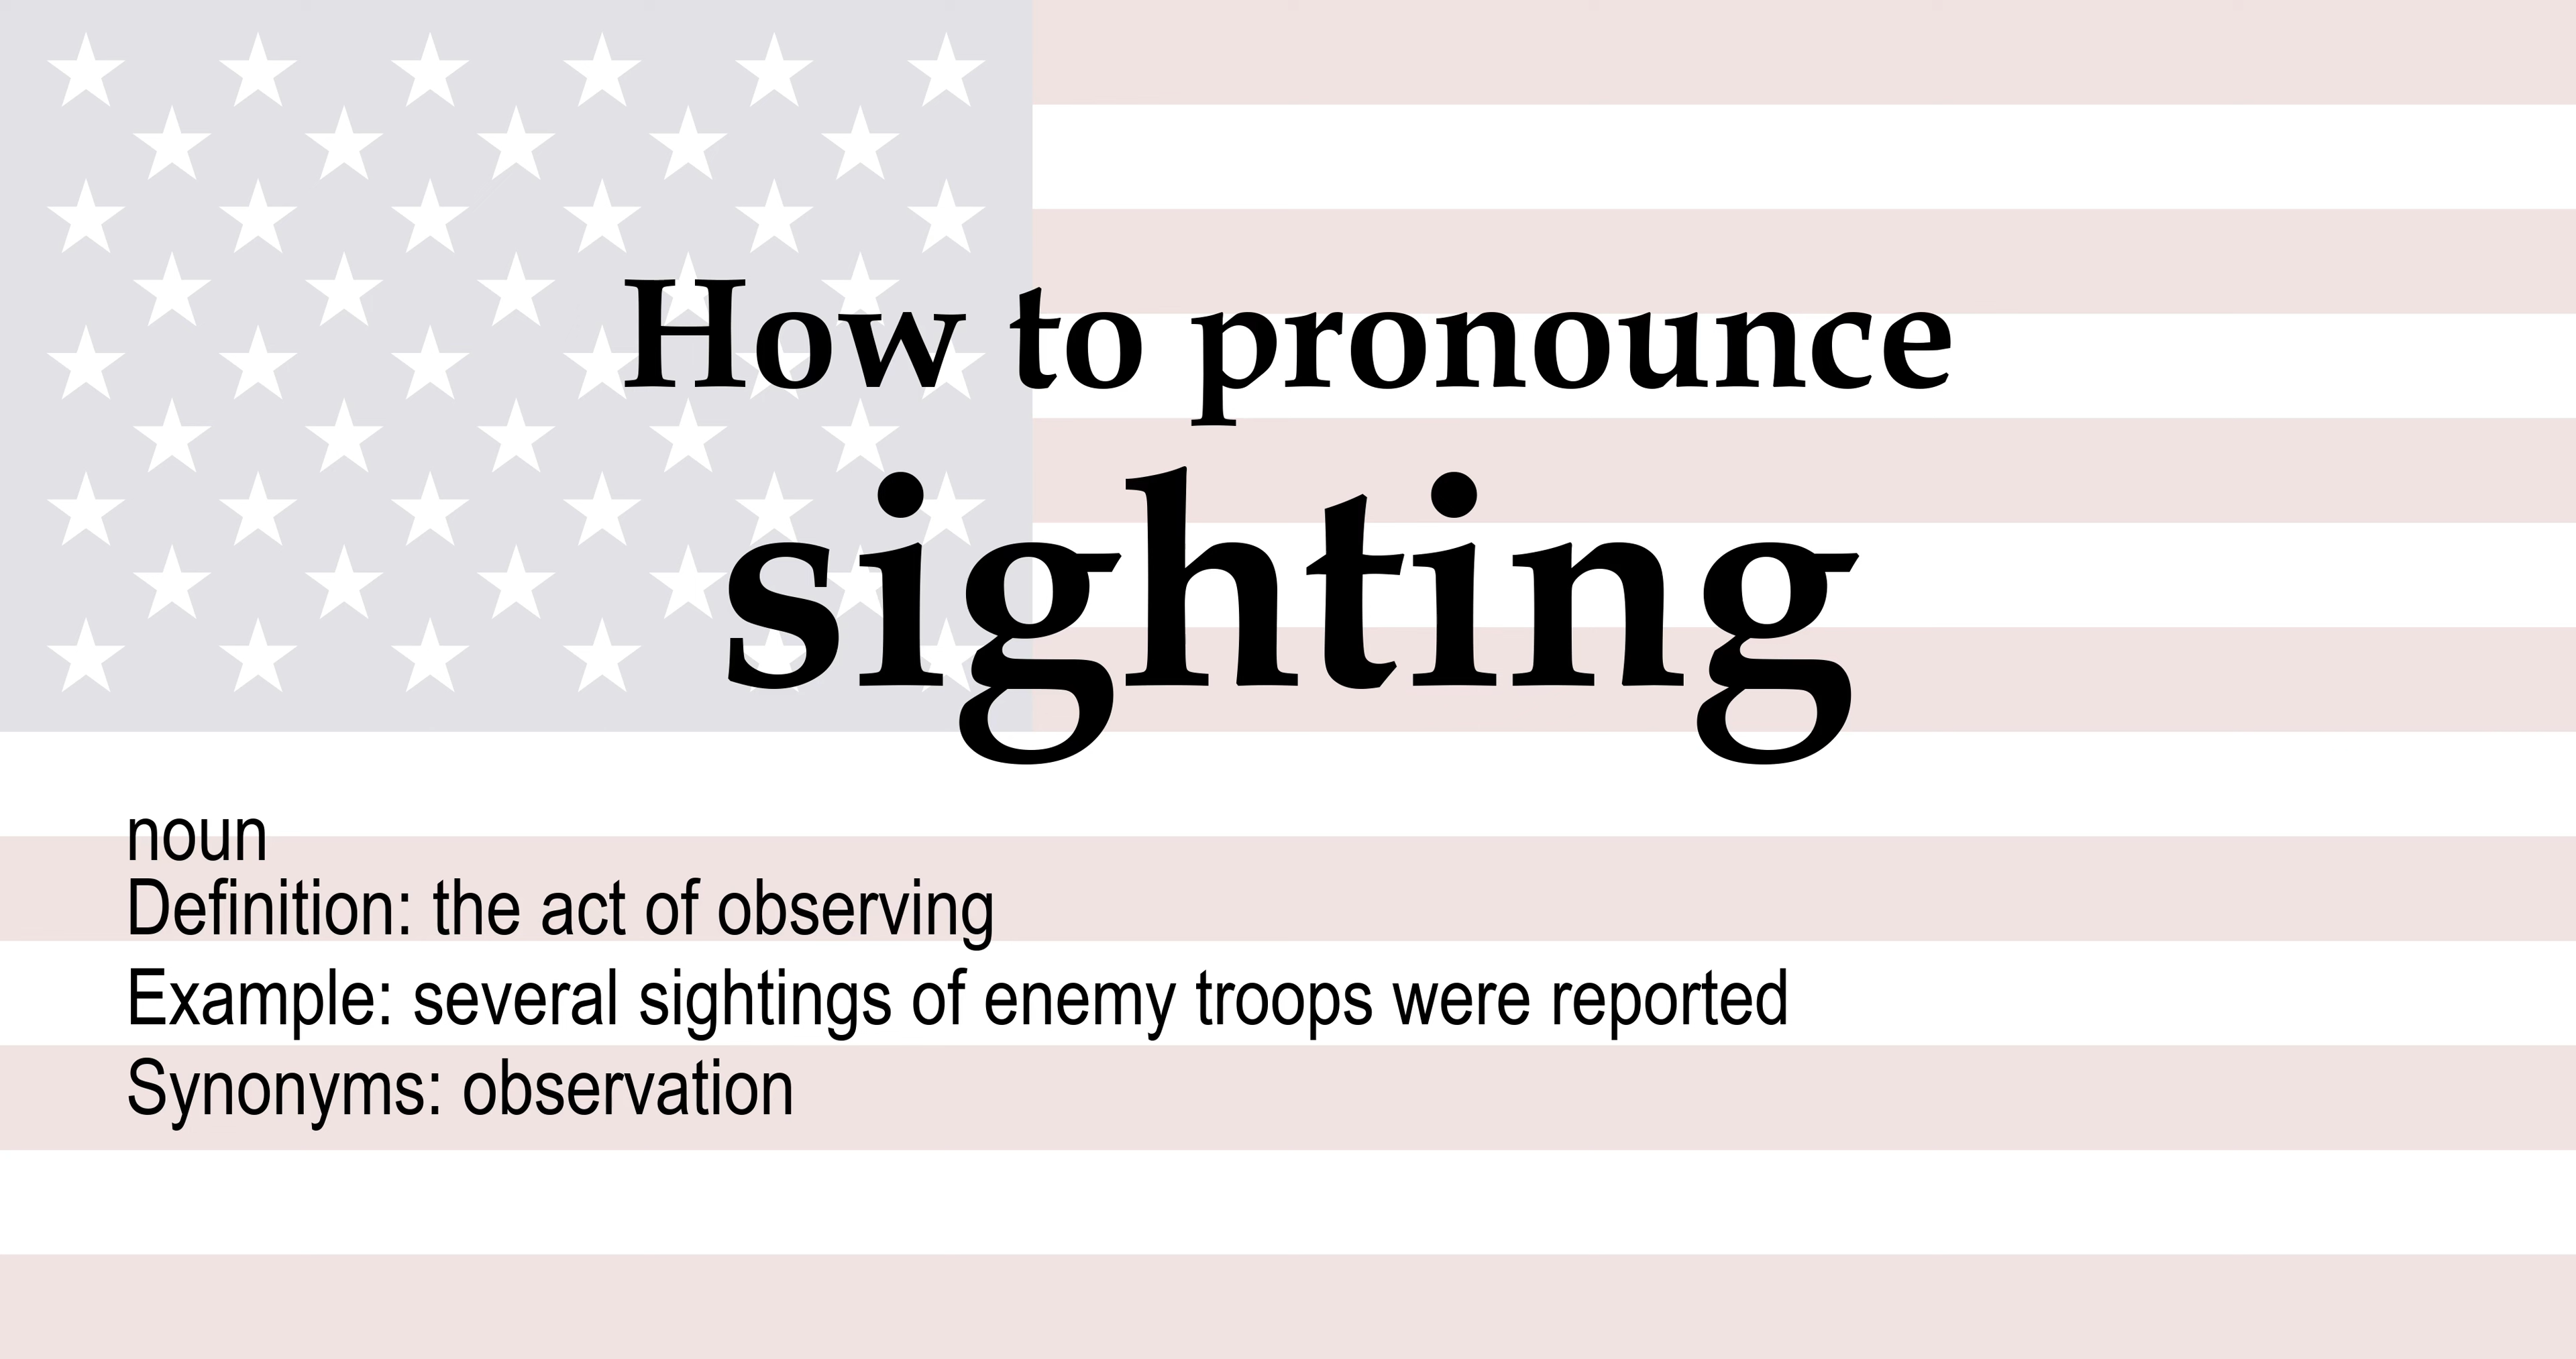 How to pronounce
sighting
noun
Definition: the act of observing
Example: several sightings of enemy troops were reported
Synonyms: observation